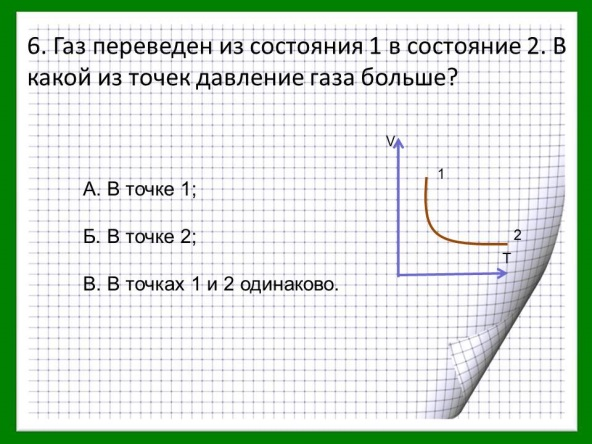 6. Газ переведен из состояния 1 в состояние 2. В
какой из точек давление газа больше?
V
1
А. В точке 1;
Б. В точке 2;
2
T
В. В точках 1 и 2 одинаково.